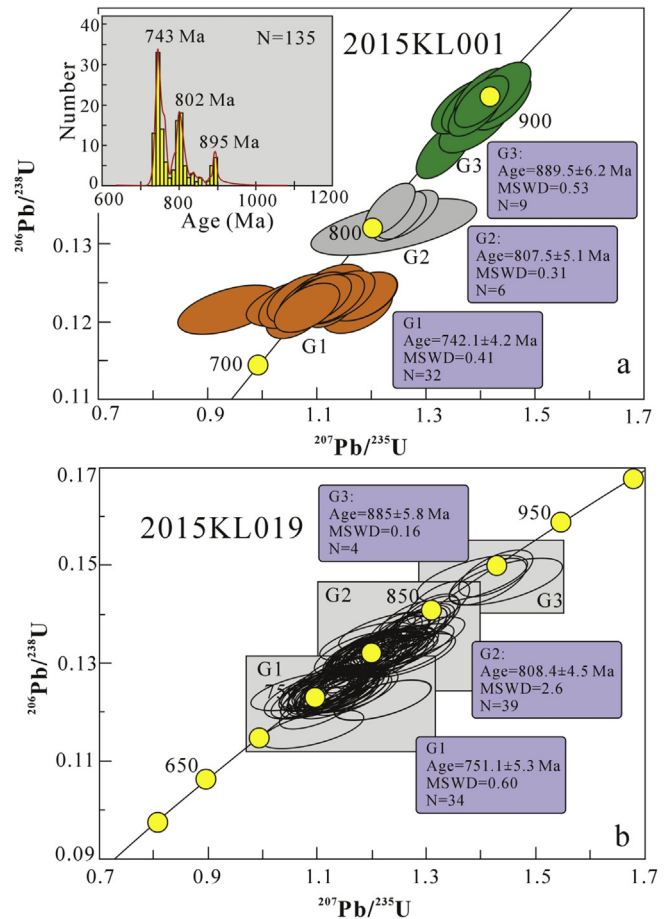 743 Ma
N=135
2015KL001
802 Ma
895 Ma
Number
40
30
20
10
0
600
800
1000
1200
Age (Ma)
900
G3
G3:
Age=889.5±6.2 Ma
MSWD=0.53
N=9
800
G2
G2:
Age=807.5±5.1 Ma
MSWD=0.31
N=6
G1
G1
Age=742.1±4.2 Ma
MSWD=0.41
N=32
700
a
²⁰⁶Pb/²³⁸U
0.13
0.12
0.11
0.7
0.9
1.1
1.3
1.5
1.7
²⁰⁷Pb/²³⁵U
0.17
0.15
0.13
0.11
0.09
²⁰⁶Pb/²³⁸U
2015KL019
G3:
Age=885±5.8 Ma
MSWD=0.16
N=4
950
G2
850
G3
G1
G2:
Age=808.4±4.5 Ma
MSWD=2.6
N=39
650
G1
Age=751.1±5.3 Ma
MSWD=0.60
N=34
b
0.7
0.9
1.1
1.3
1.5
1.7
²⁰⁷Pb/²³⁵U